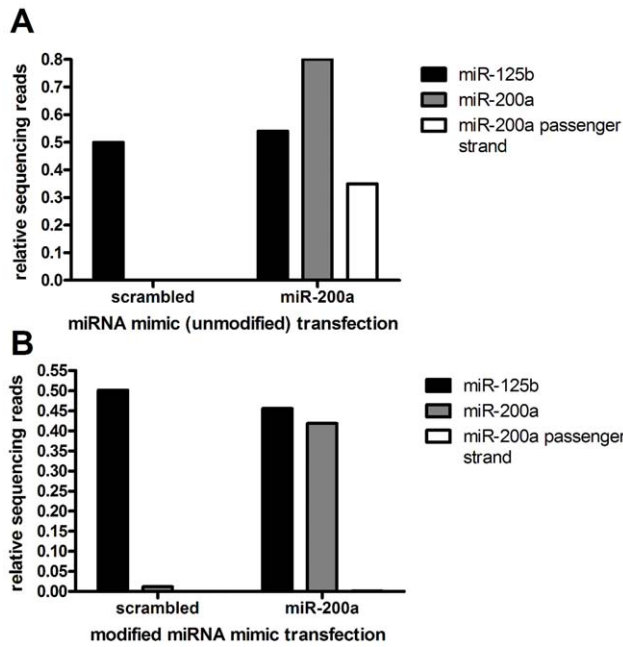 A
relative sequencing reads
0.8
0.7
0.6
0.5
0.4
0.3
0.2
0.1
0.0
scrambled
miR-200a
miRNA mimic (unmodified) transfection
miR-125b
miR-200a
miR-200a passenger
strand
B
relative sequencing reads
0.55
0.50
0.45
0.40
0.35
0.30
0.25
0.20
0.15
0.10
0.05
0.00
scrambled
miR-200a
modified miRNA mimic transfection
miR-125b
miR-200a
miR-200a passenger
strand